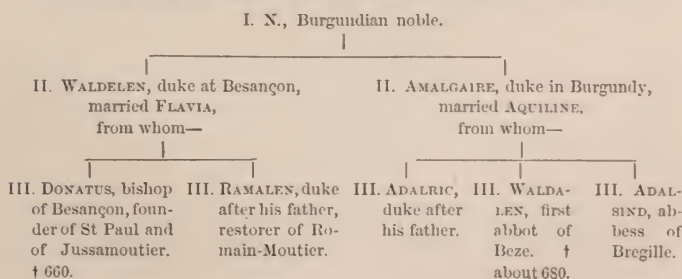 I. N., Burgundian noble.
II. WALDELEN, duke at Besançon,
married FLAVIA,
from whom—
II. AMALGAIRE, duke in Burgundy,
married AQUILINE,
from whom—
III. DONATUS, bishop
of Besançon, foun-
der of St Paul and
of Jussamoutier.
† 660.
III. RAMALEN, duke
after his father,
restorer of Ro-
main-Moutier.
III. ADALRIC,
duke after
his father.
III. WALDA-
LEN, first
abbot of
Beze. †
about 680.
III. ADAL-
SIND, ab-
bess of
Bregille.